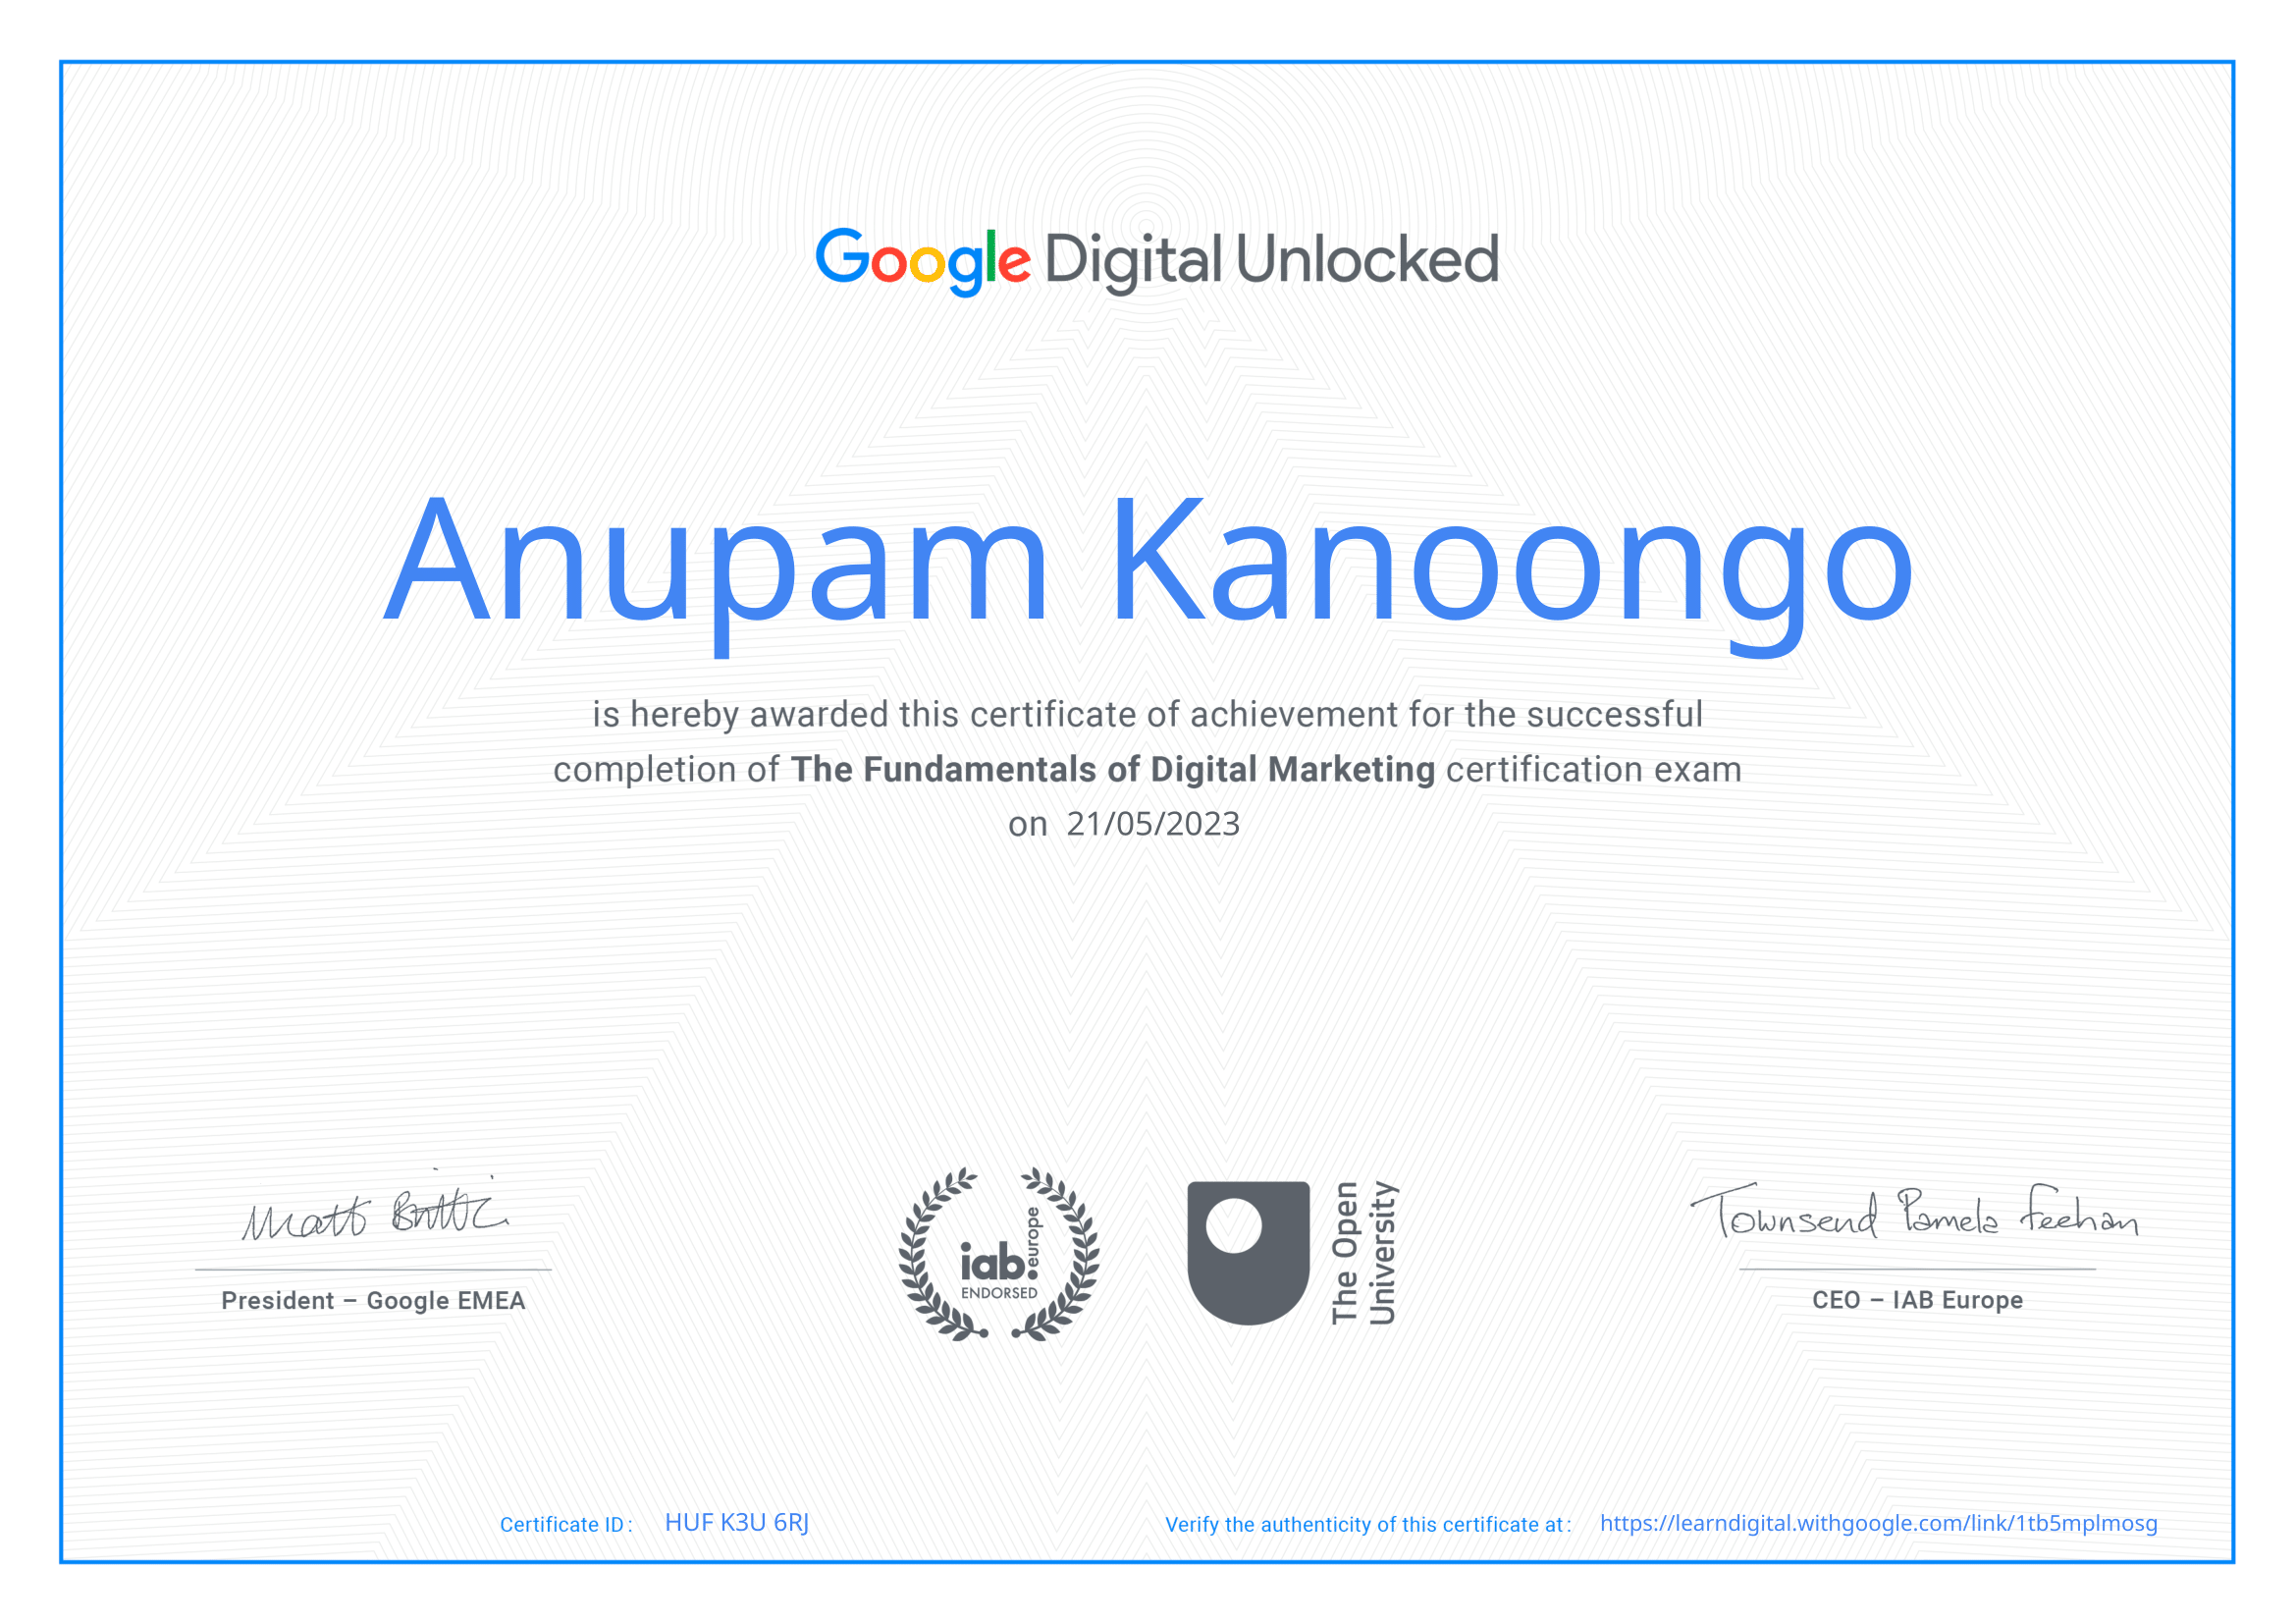 Google Digital Unlocked
Anupam Kanoongo
is hereby awarded this certificate of achievement for the successful
completion of The Fundamentals of Digital Marketing certification exam
on 21/05/2023
Matt Brittin
President – Google EMEA
iab.europe
ENDORSED
The Open
University
Townsend Pamela Feehan
CEO – IAB Europe
Certificate ID : HUF K3U 6RJ
Verify the authenticity of this certificate at : https://learndigital.withgoogle.com/link/1tb5mplmosg